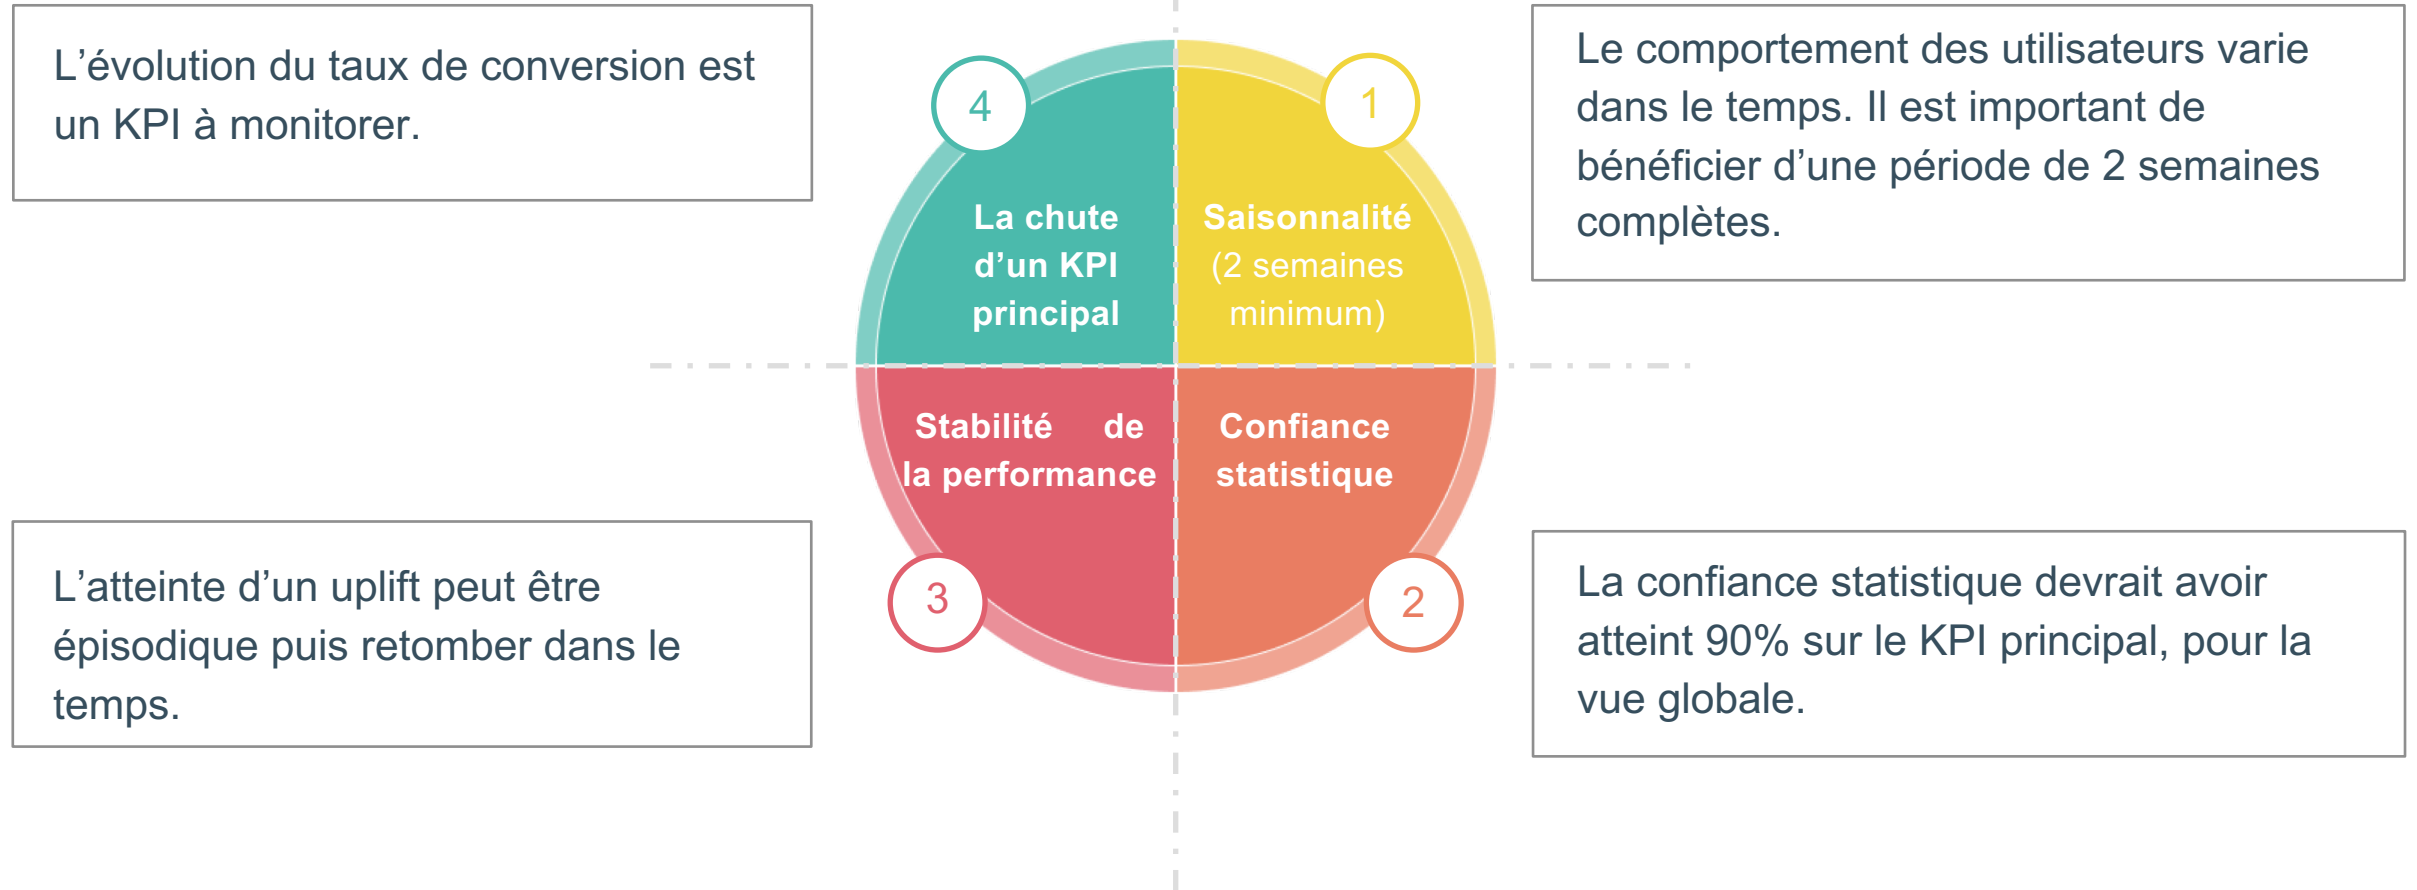 L’évolution du taux de conversion est
un KPI à monitorer.
4
La chute
d’un KPI
principal
1
Saisonnalité
(2 semaines
minimum)
Le comportement des utilisateurs varie
dans le temps. Il est important de
bénéficier d’une période de 2 semaines
complètes.
L’atteinte d’un uplift peut être
épisodique puis retomber dans le
temps.
Stabilité de
la performance
3
Confiance
statistique
2
La confiance statistique devrait avoir
atteint 90% sur le KPI principal, pour la
vue globale.